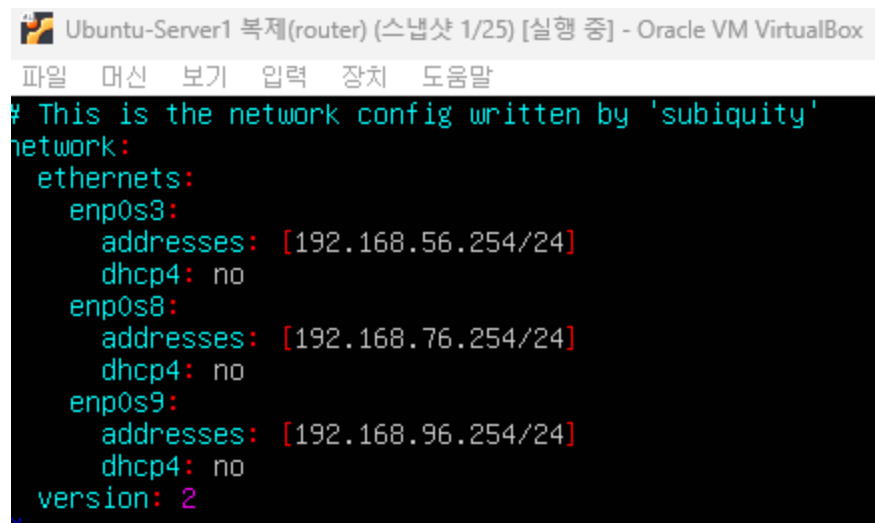 Ubuntu-Server1 복제(router) (스냅샷 1/25) [실행 중] - Oracle VM VirtualBox
파일 머신 보기 입력 장치 도움말
# This is the network config written by 'subiquity'
network:
  ethernets:
    enp0s3:
      addresses: [192.168.56.254/24]
      dhcp4: no
    enp0s8:
      addresses: [192.168.76.254/24]
      dhcp4: no
    enp0s9:
      addresses: [192.168.96.254/24]
      dhcp4: no
  version: 2